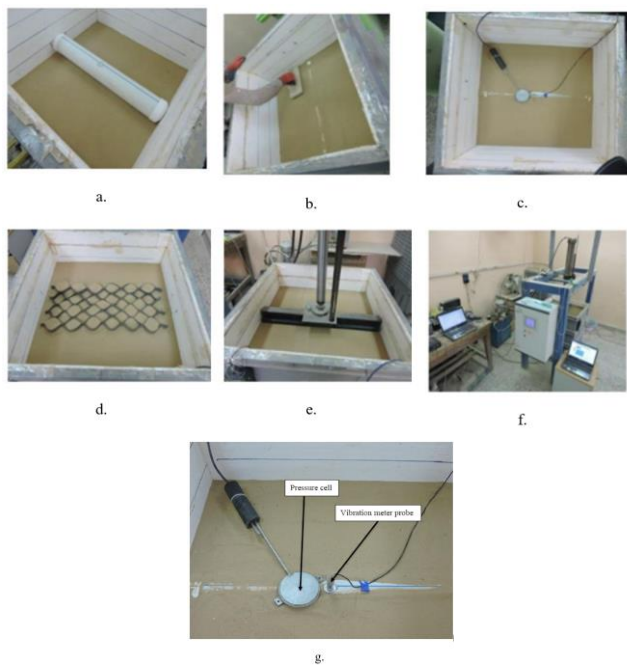 a.
b.
c.
d.
e.
f.
Pressure cell
Vibration meter probe
g.